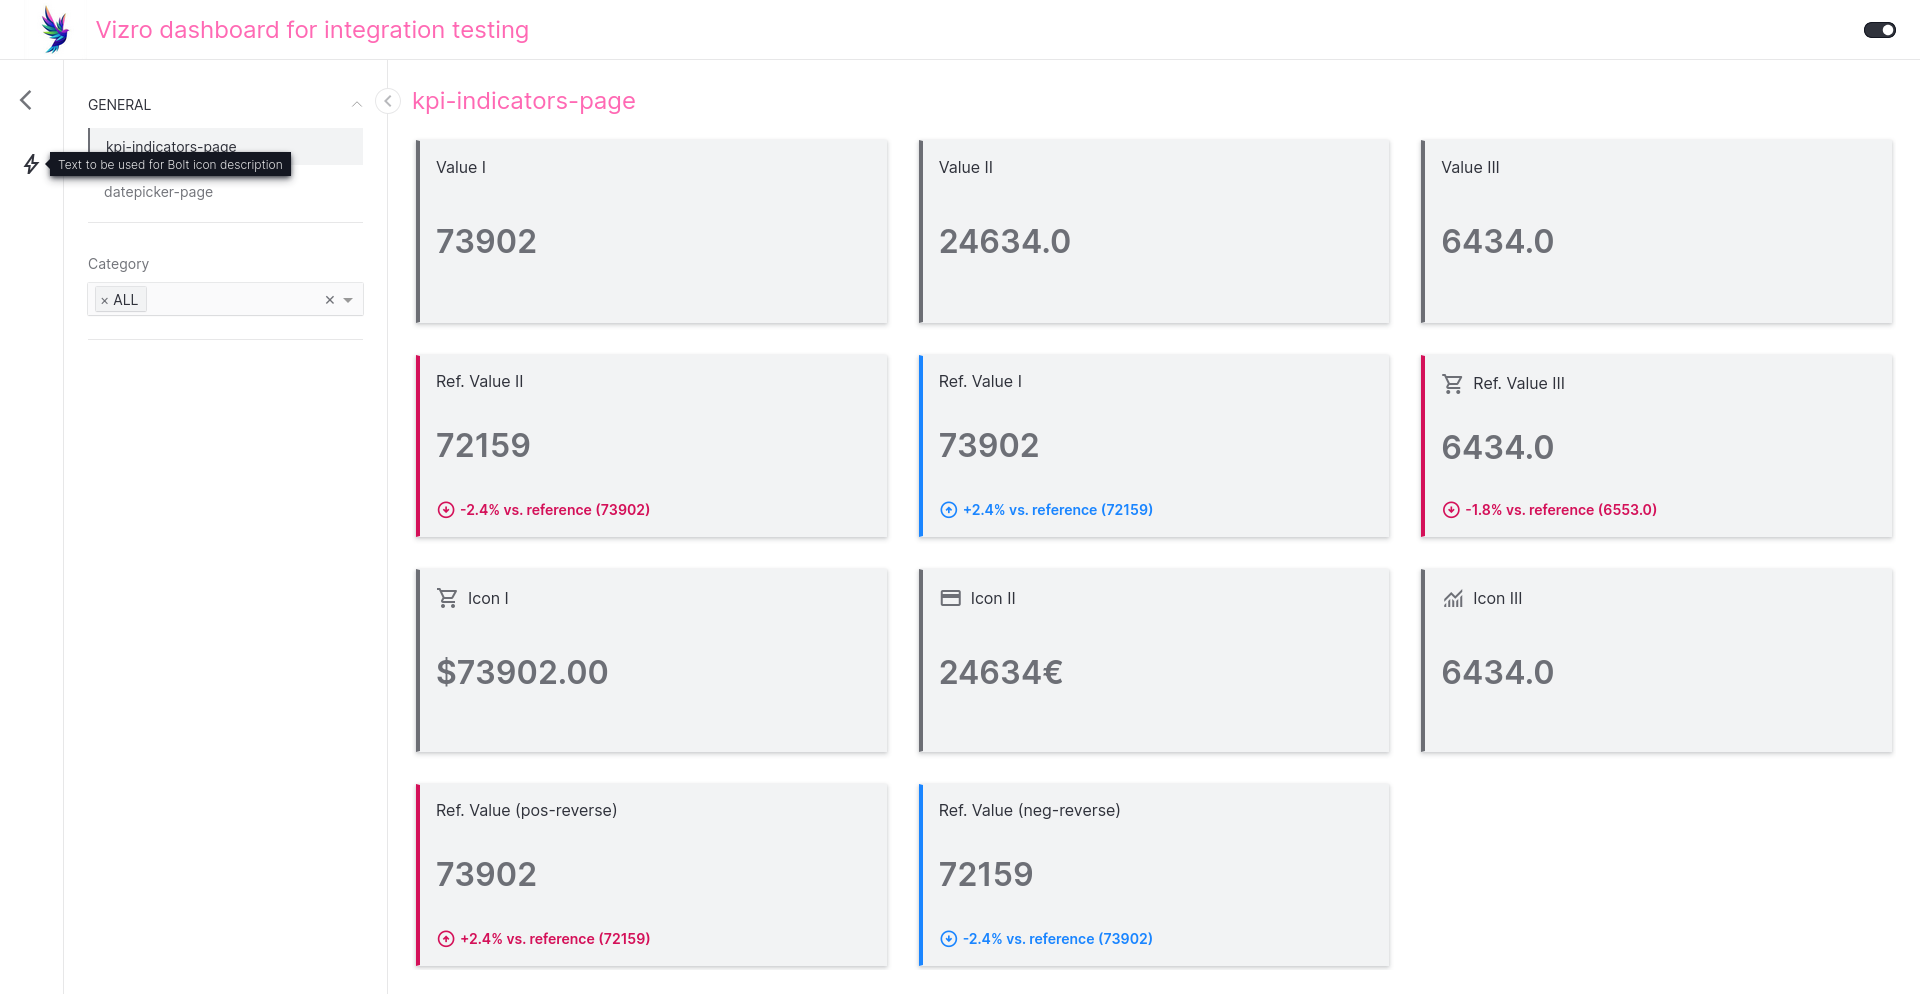 Vizro dashboard for integration testing
GENERAL
kpi-indicators-page
Text to be used for Bolt icon description
datepicker-page
Category
× ALL
kpi-indicators-page
Value I
73902
Value II
24634.0
Value III
6434.0
Ref. Value II
72159
-2.4% vs. reference (73902)
Ref. Value I
73902
+2.4% vs. reference (72159)
Ref. Value III
6434.0
-1.8% vs. reference (6553.0)
Icon I
$73902.00
Icon II
24634€
Icon III
6434.0
Ref. Value (pos-reverse)
73902
+2.4% vs. reference (72159)
Ref. Value (neg-reverse)
72159
-2.4% vs. reference (73902)